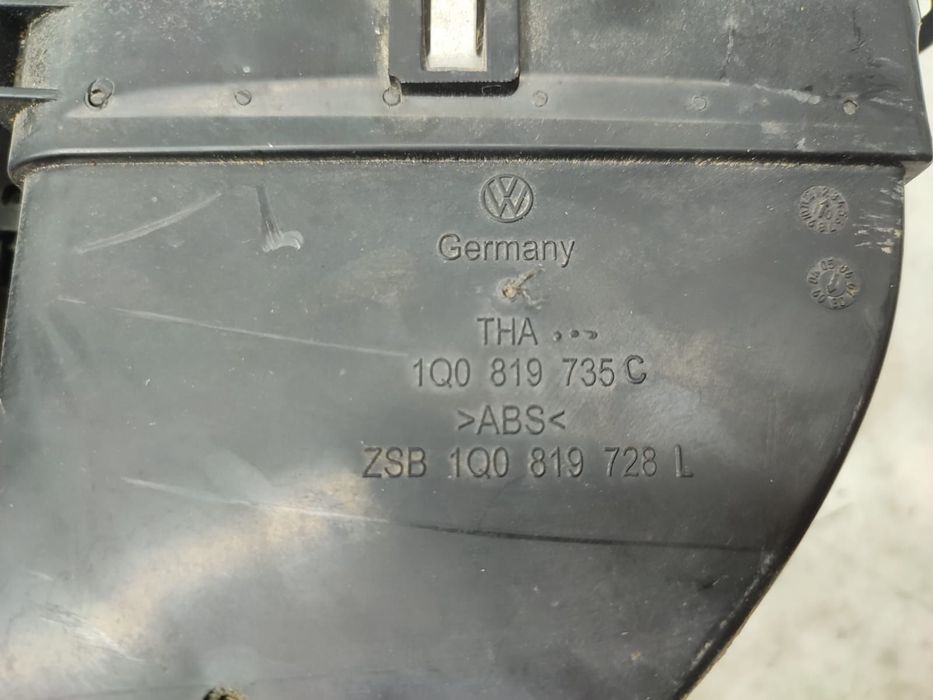 Germany
THA ...
1Q0 819 735 C
>ABS<
ZSB 1Q0 819 728 L